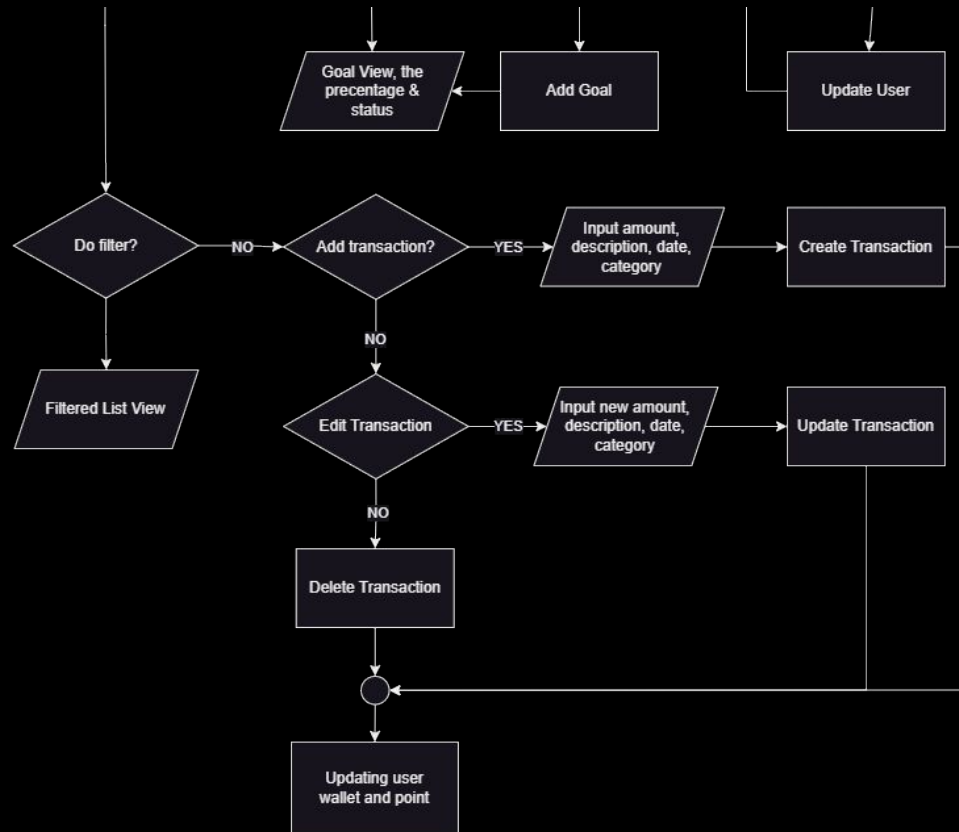 Goal View, the
precentage &
status
Add Goal
Update User
Do filter?
NO
Add transaction?
YES
Input amount,
description, date,
category
Create Transaction
NO
Filtered List View
Edit Transaction
YES
Input new amount,
description, date,
category
Update Transaction
NO
Delete Transaction
Updating user
wallet and point